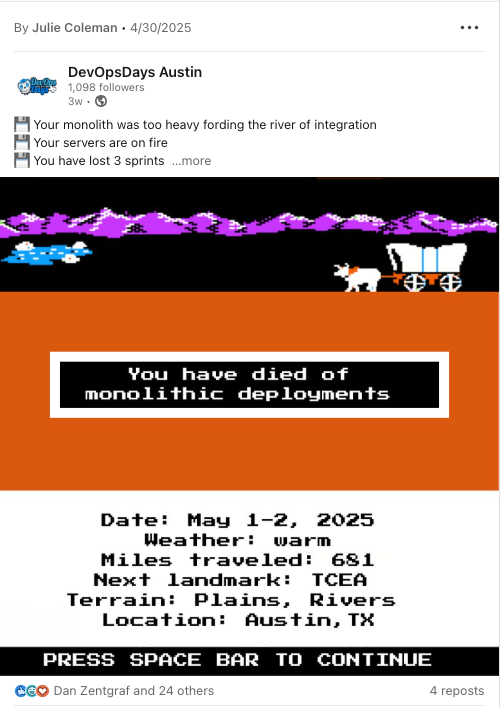 By Julie Coleman • 4/30/2025
DevOps Days
DevOpsDays Austin
1,098 followers
3w •
Your monolith was too heavy fording the river of integration
Your servers are on fire
You have lost 3 sprints ...more
You have died of
monolithic deployments
Date: May 1-2, 2025
Weather: warm
Miles traveled: 681
Next landmark: TCEA
Terrain: Plains, Rivers
Location: Austin,TX
PRESS SPACE BAR TO CONTINUE
Dan Zentgraf and 24 others
4 reposts